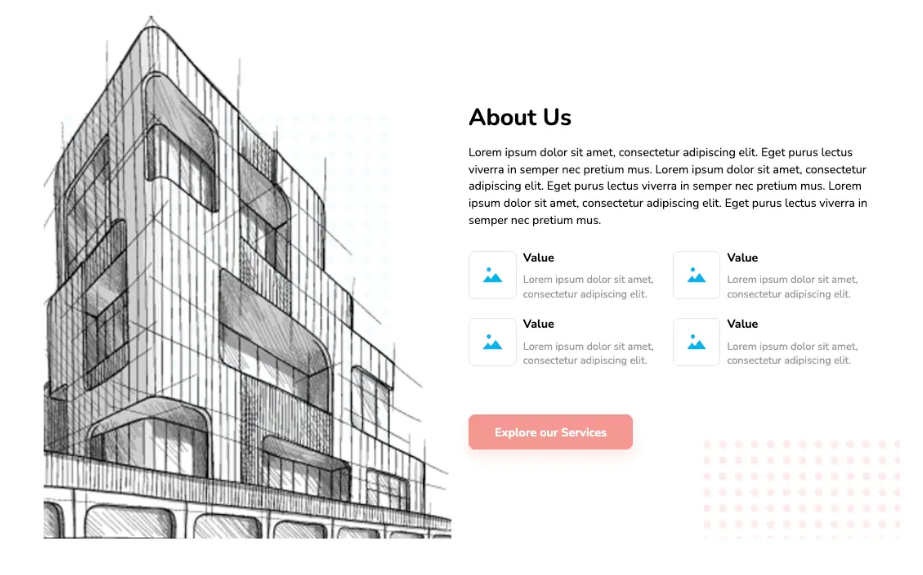 About Us
Lorem ipsum dolor sit amet, consectetur adipiscing elit. Eget purus lectus
viverra in semper nec pretium mus. Lorem ipsum dolor sit amet, consectetur
adipiscing elit. Eget purus lectus viverra in semper nec pretium mus. Lorem
ipsum dolor sit amet, consectetur adipiscing elit. Eget purus lectus viverra in
semper nec pretium mus.
Value
Lorem ipsum dolor sit amet,
consectetur adipiscing elit.
Value
Lorem ipsum dolor sit amet,
consectetur adipiscing elit.
Value
Lorem ipsum dolor sit amet,
consectetur adipiscing elit.
Value
Lorem ipsum dolor sit amet,
consectetur adipiscing elit.
Explore our Services